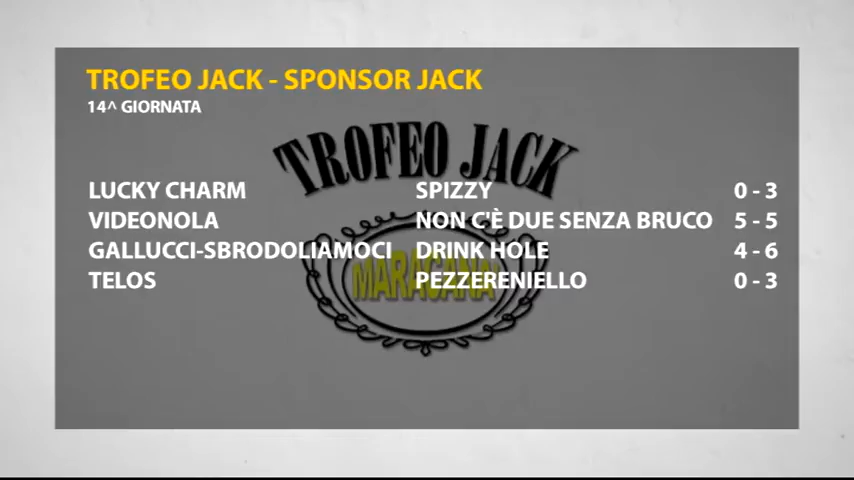 TROFEO JACK - SPONSOR JACK
14^ GIORNATA
TROFEO JACK
LUCKY CHARM SPIZZY 0 - 3
VIDEONOLA NON C'È DUE SENZA BRUCO 5 - 5
GALLUCCI-SBRODOLIAMOCI DRINK HOLE 4 - 6
MARACANA'
TELOS PEZZERENIELLO 0 - 3